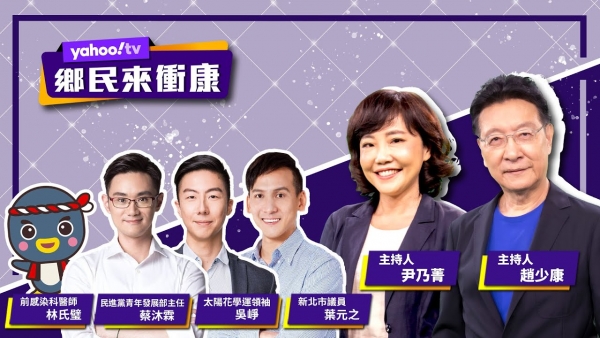 yahoo!tv
鄉民來衝康
主持人
尹乃菁
主持人
趙少康
前感染科醫師
林氏璧
民進黨青年發展部主任
蔡沐霖
太陽花學運領袖
吳崢
新北市議員
葉元之